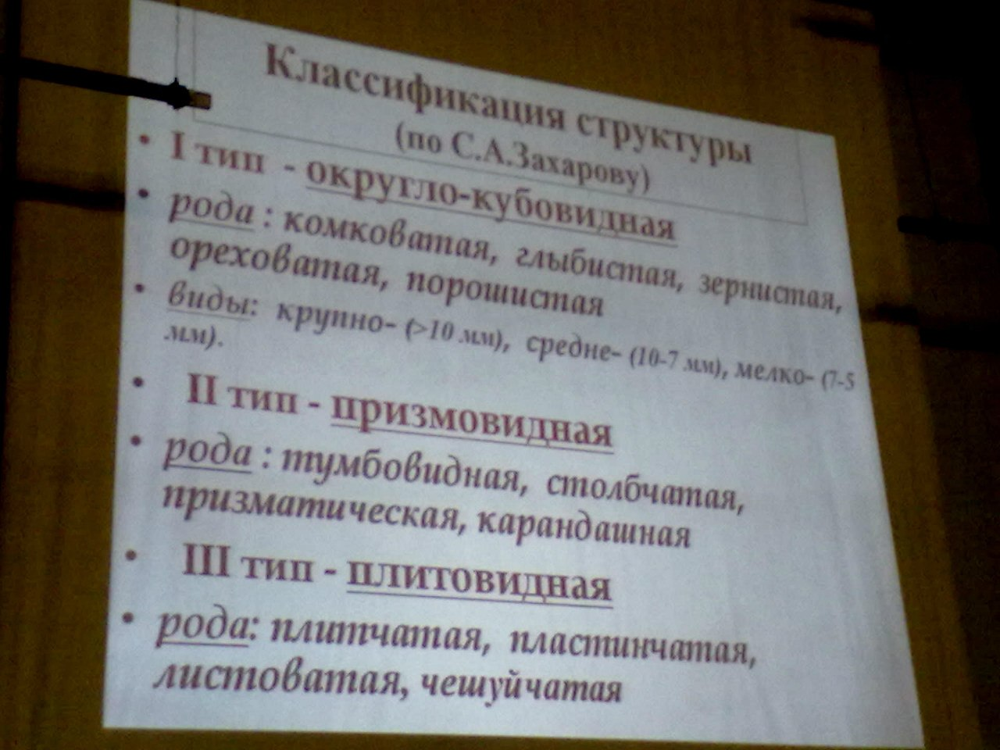 Классификация структуры
(по С.А.Захарову)
• I тип - округло-кубовидная
• рода : комковатая, глыбистая, зернистая,
ореховатая, порошистая
• виды: крупно- (>10 мм), средне- (10-7 мм), мелко- (7-5
мм).
• II тип - призмовидная
• рода : тумбовидная, столбчатая,
призматическая, карандашная
• III тип - плитовидная
• рода: плитчатая, пластинчатая,
листоватая, чешуйчатая